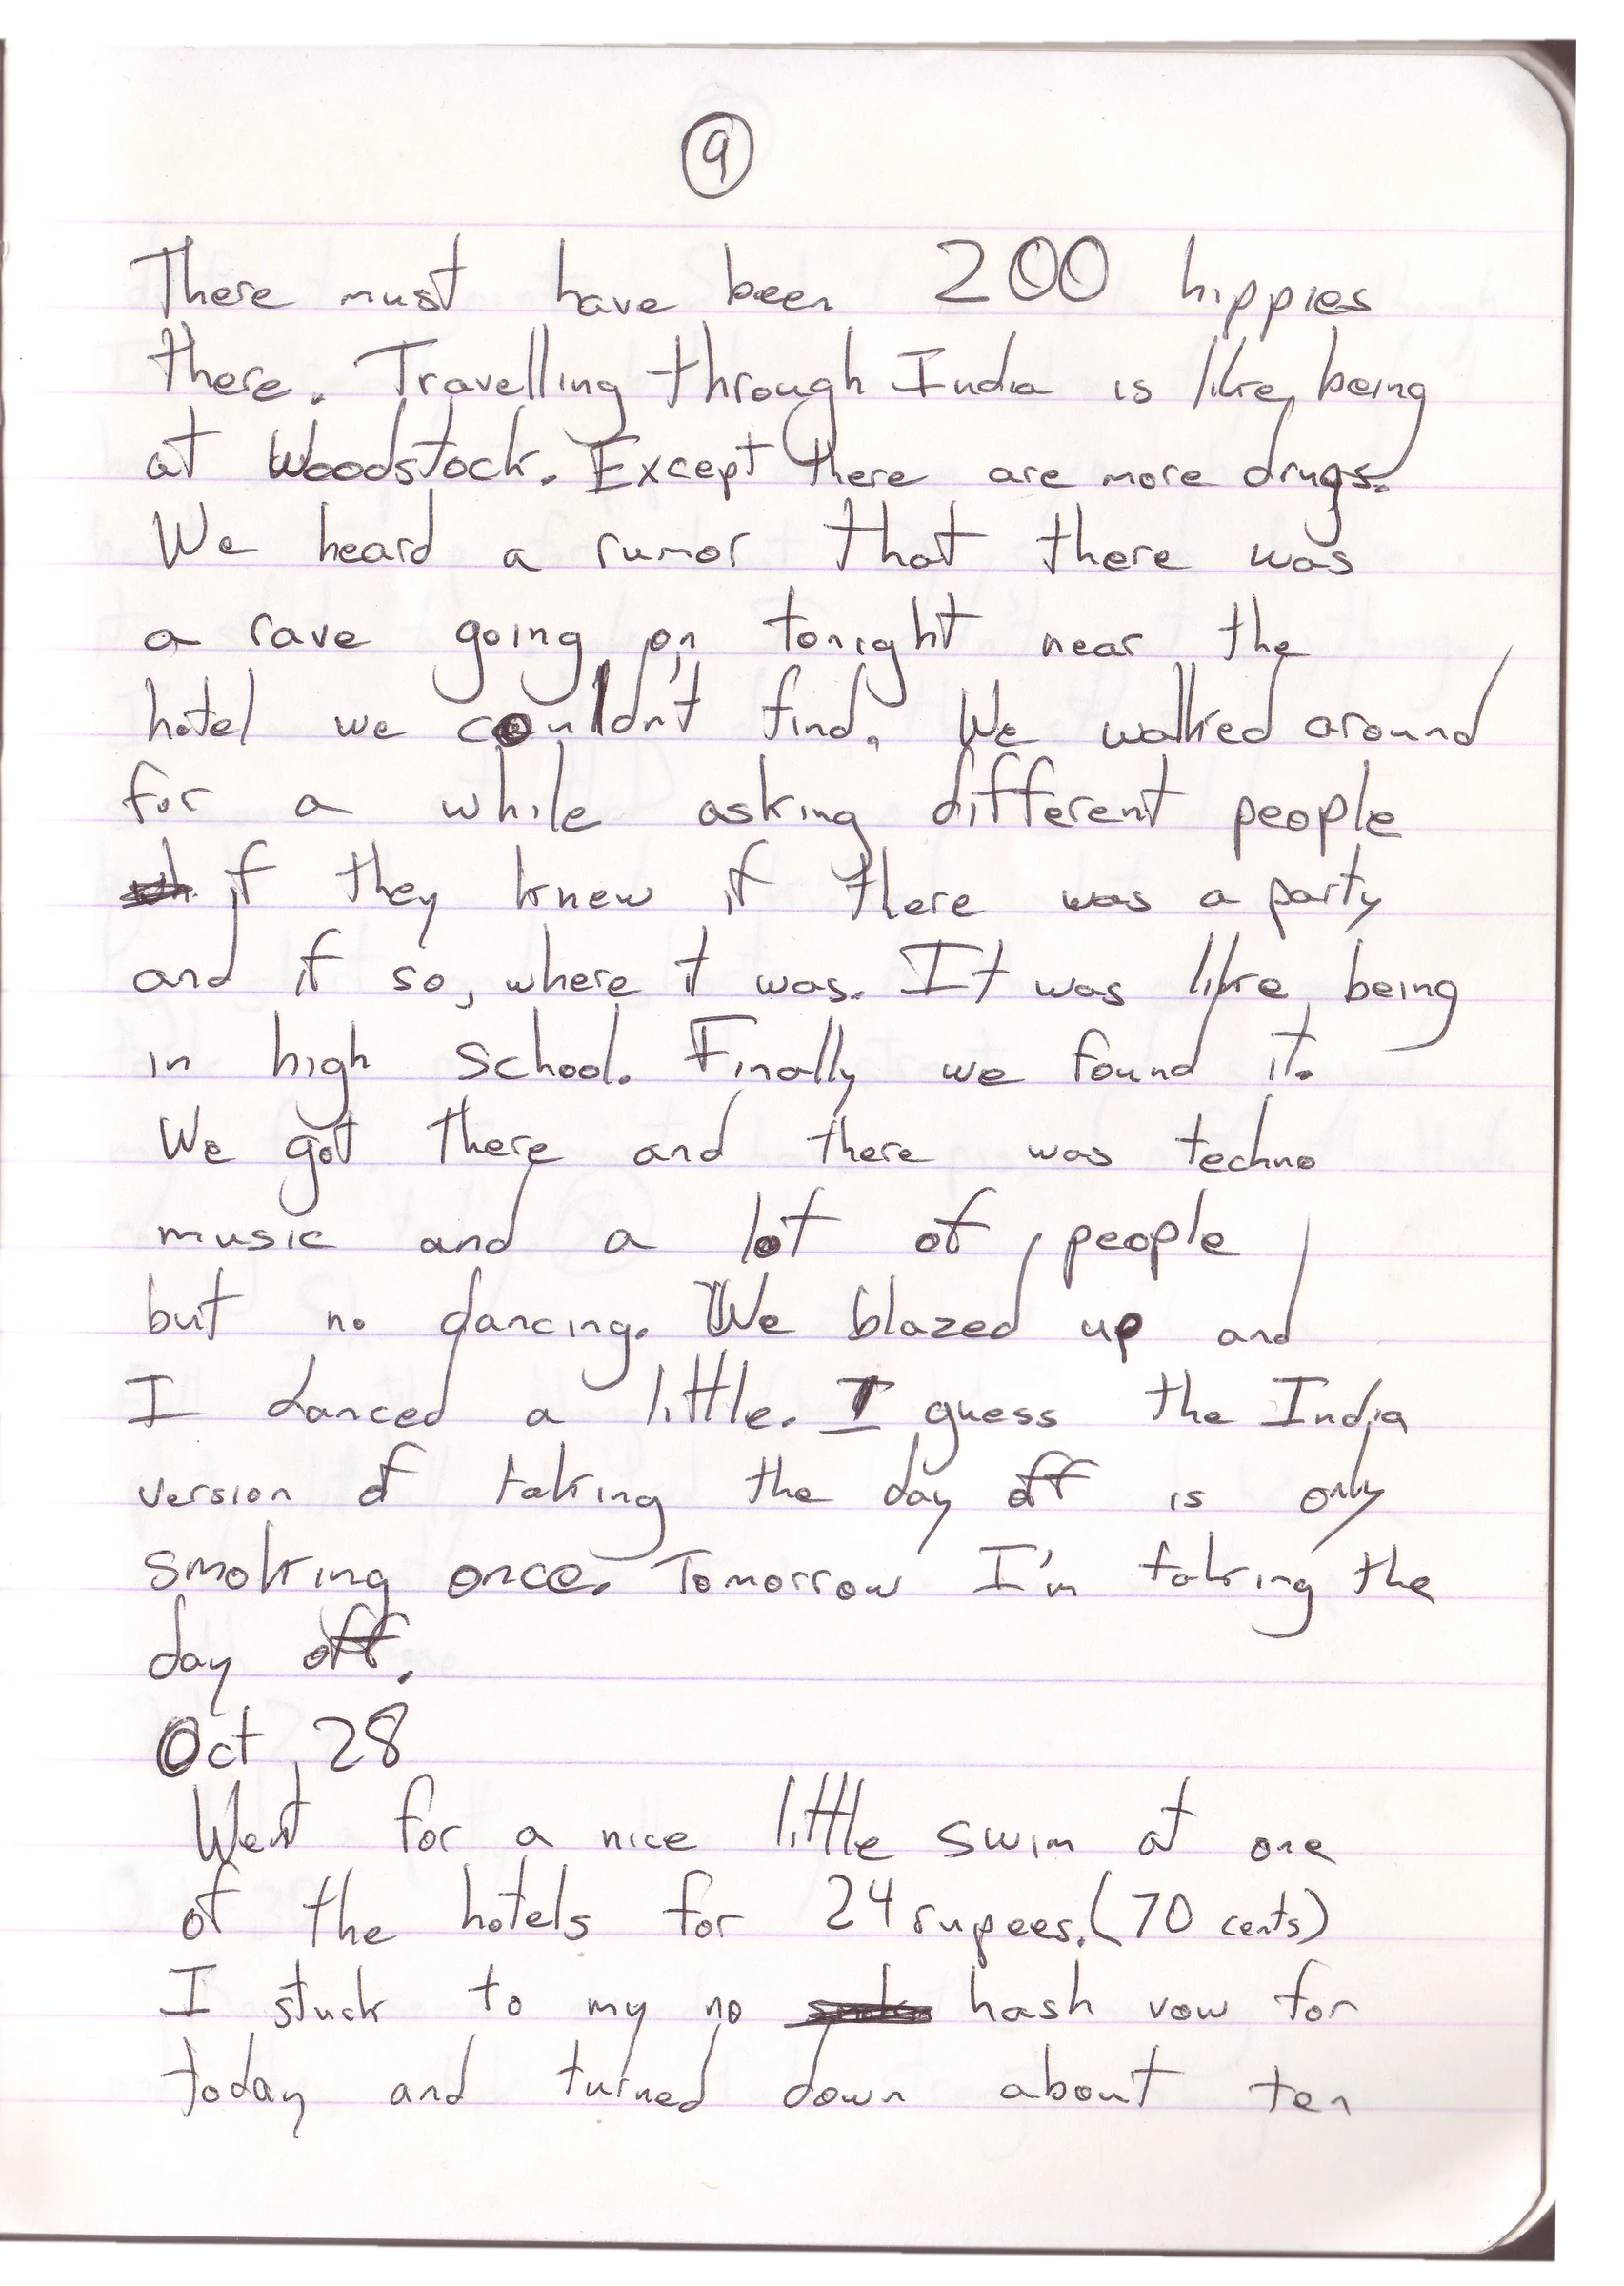 9
There must have been 200 hippies
there. Travelling through India is like being
at Woodstock. Except there are more drugs.
We heard a rumor that there was
a rave going on tonight near the
hotel we couldn't find. We walked around
for a while asking different people
if they knew if there was a party
and if so, where it was. It was like being
in high school. Finally we found it.
We got there and there was techno
music and a lot of people
but no dancing. We blazed up and
I danced a little. I guess the India
version of taking the day off is only
smoking once. Tomorrow I'm taking the
day off.
Oct 28
Went for a nice little swim at one
of the hotels for 24 rupees. (70 cents)
I stuck to my no hash vow for
today and turned down about ten